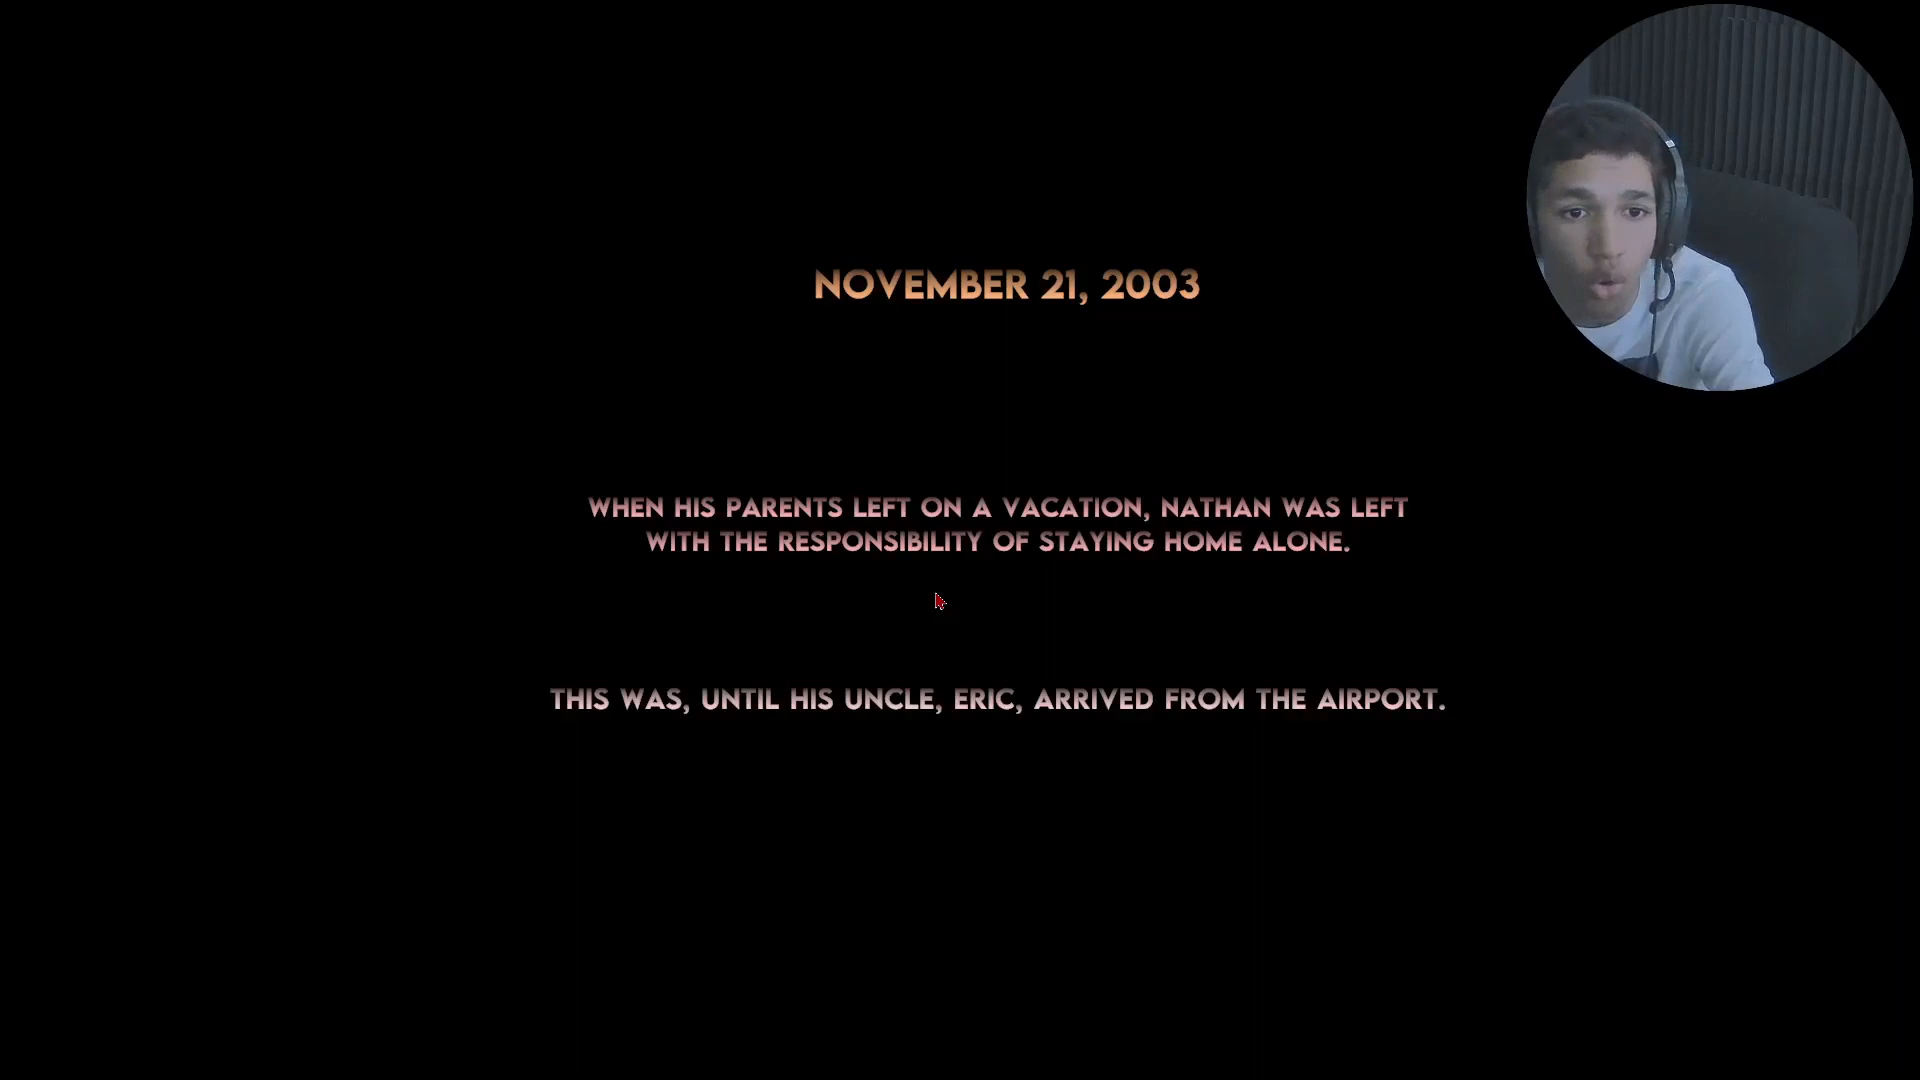 NOVEMBER 21, 2003
WHEN HIS PARENTS LEFT ON A VACATION, NATHAN WAS LEFT
WITH THE RESPONSIBILITY OF STAYING HOME ALONE.
THIS WAS, UNTIL HIS UNCLE, ERIC, ARRIVED FROM THE AIRPORT.